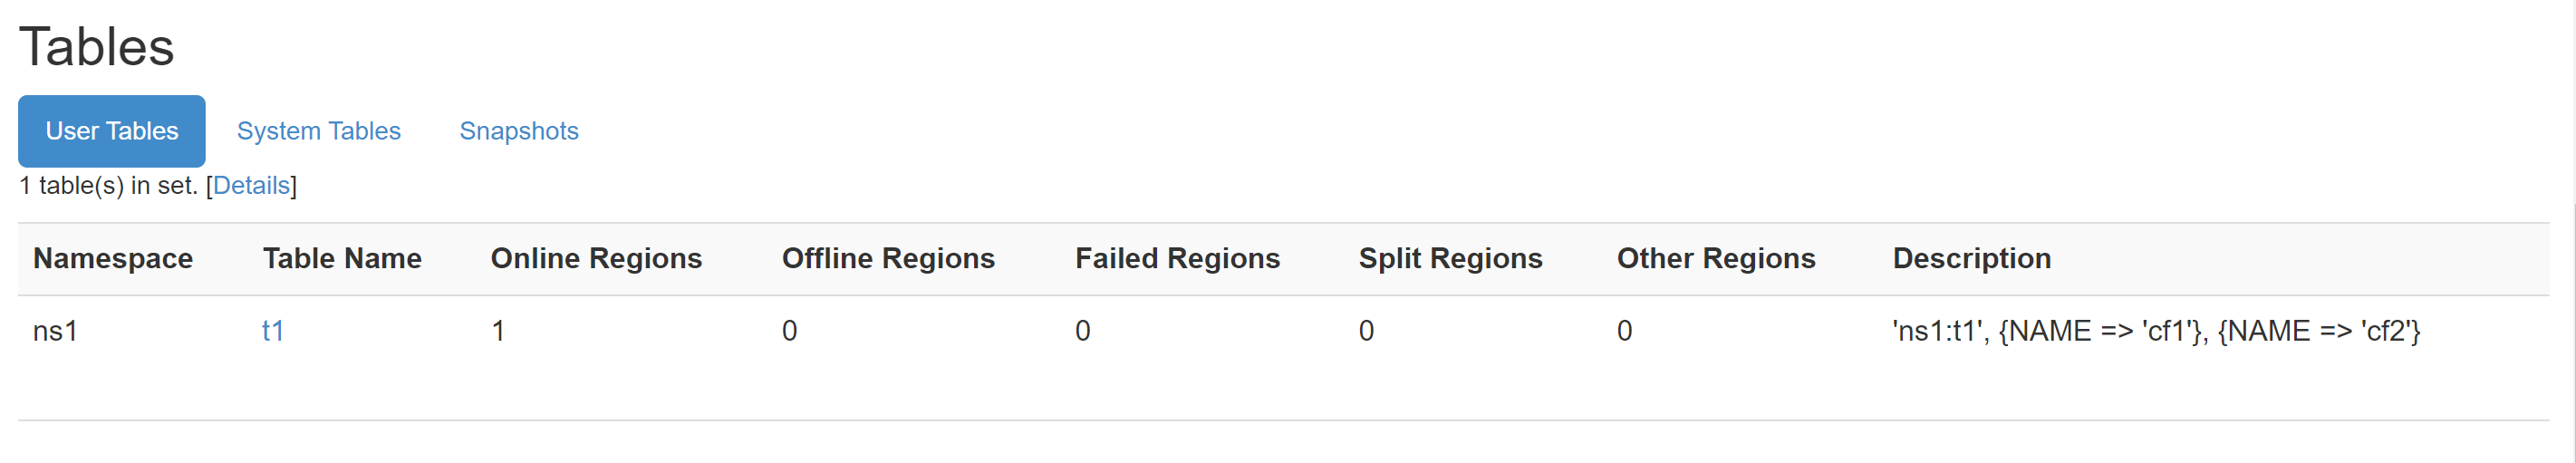 Tables
User Tables System Tables Snapshots
1 table(s) in set. [Details]
Namespace Table Name Online Regions Offline Regions Failed Regions Split Regions Other Regions Description
ns1 t1 1 0 0 0 0 'ns1:t1', {NAME => 'cf1'}, {NAME => 'cf2'}